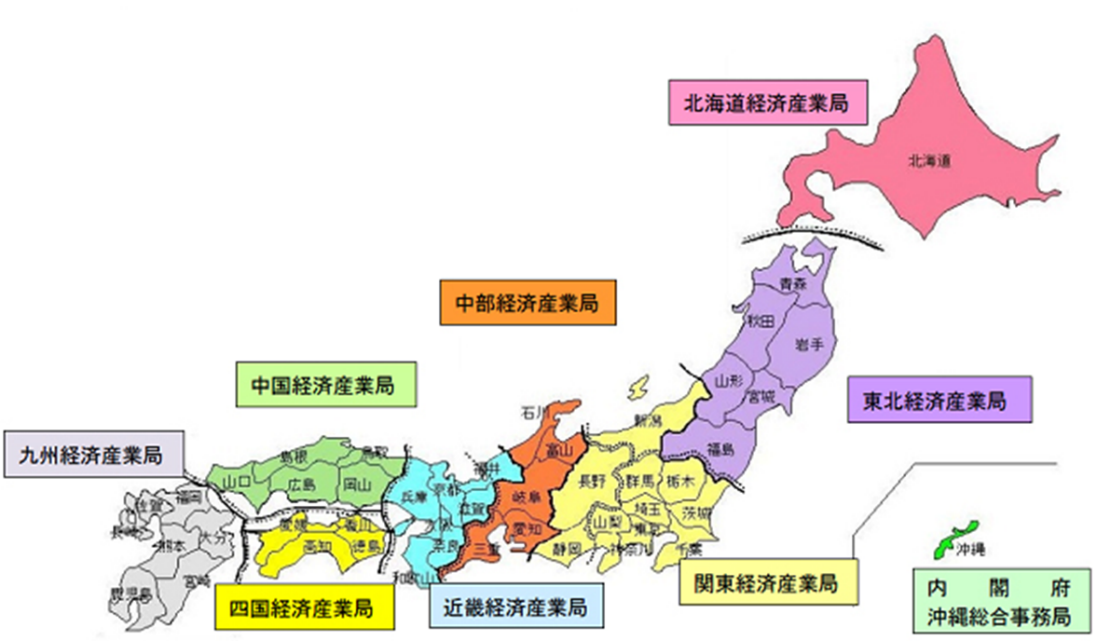 北海道経済産業局
北海道
中部経済産業局
青森
秋田
岩手
山形
宮城
福島
東北経済産業局
中国経済産業局
九州経済産業局
石川
富山
新潟
福井
岐阜
愛知
三重
長野
群馬
栃木
埼玉
茨城
山梨
東京
静岡
神奈川
千葉
島根
鳥取
山口
広島
岡山
兵庫
京都
滋賀
大阪
奈良
和歌山
愛媛
香川
高知
徳島
福岡
佐賀
長崎
熊本
大分
宮崎
鹿児島
四国経済産業局
近畿経済産業局
関東経済産業局
沖縄
内閣府
沖縄総合事務局